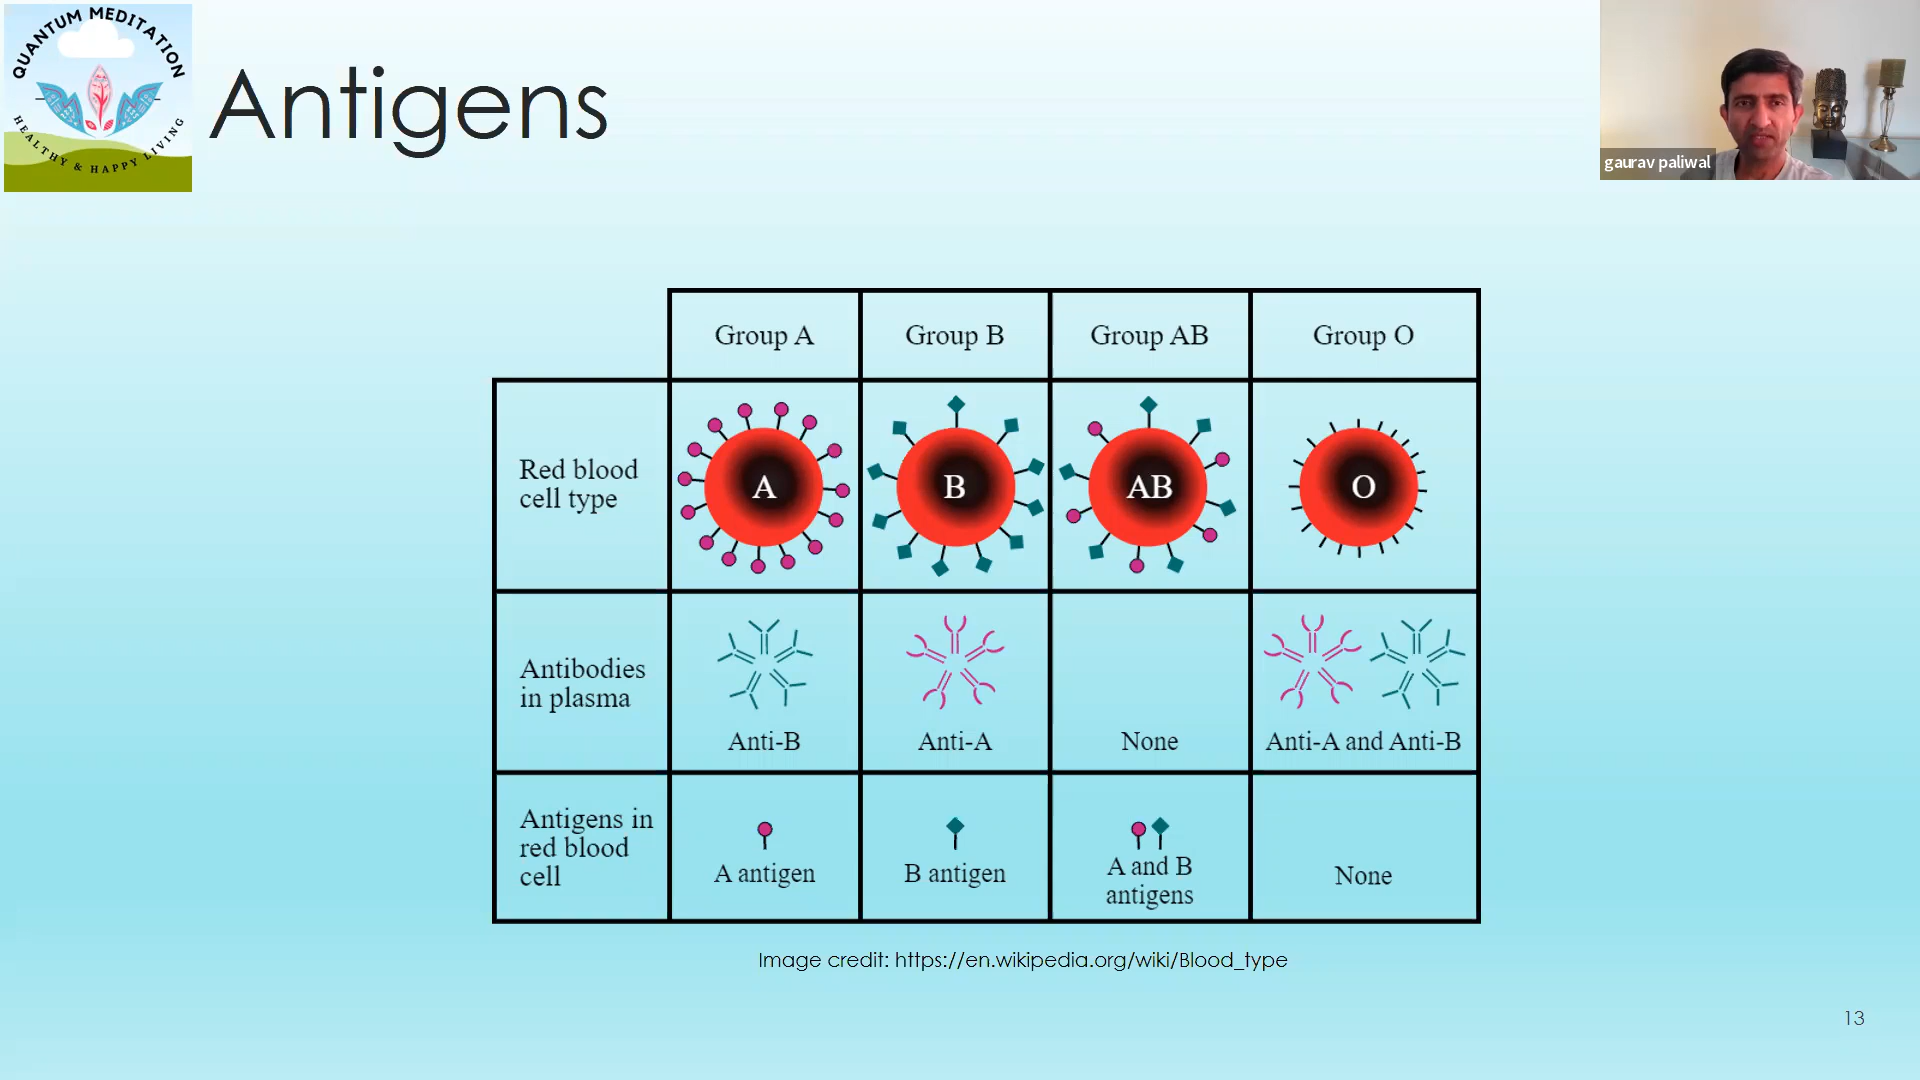 QUANTUM MEDITATION
HEALTHY & HAPPY LIVING
Antigens
gaurav paliwal
Group A
Group B
Group AB
Group O
Red blood
cell type
A
B
AB
O
Antibodies
in plasma
Anti-B
Anti-A
None
Anti-A and Anti-B
Antigens in
red blood
cell
A antigen
B antigen
A and B
antigens
None
Image credit: https://en.wikipedia.org/wiki/Blood_type
13